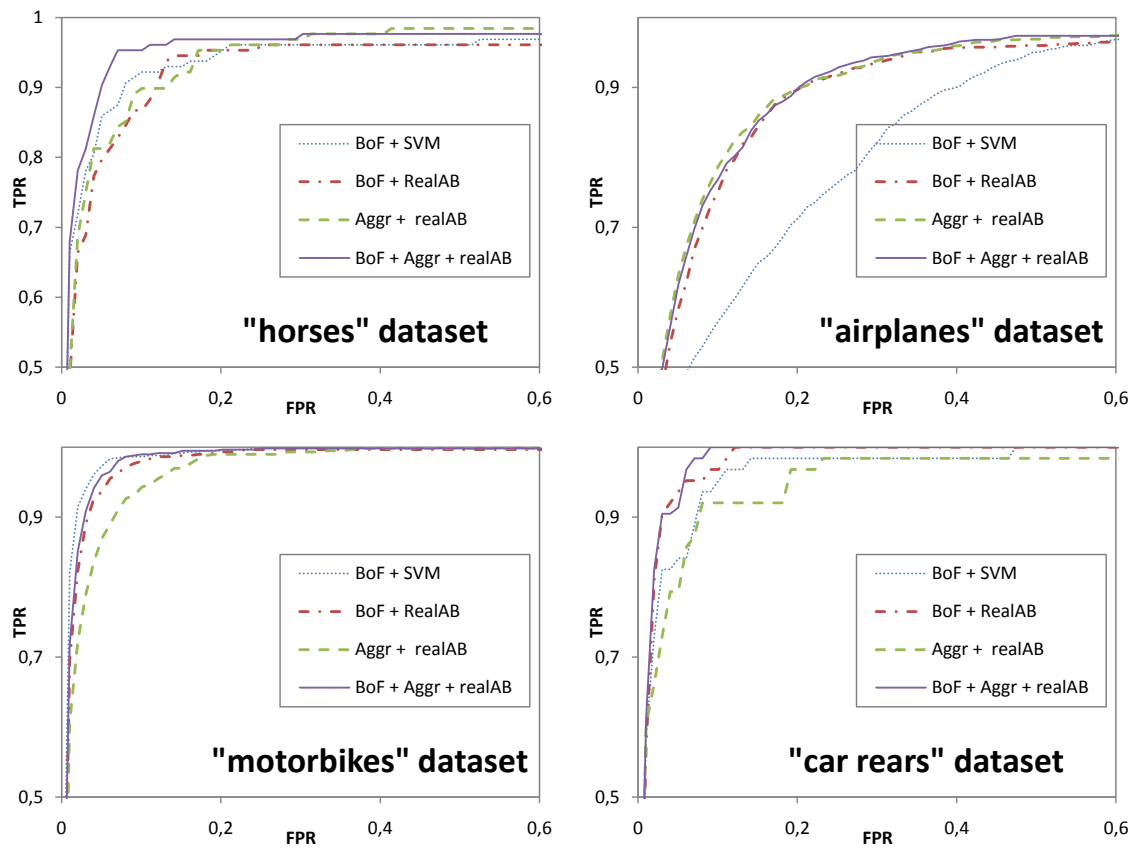 1
0,9
0,8
0,7
0,6
0,5
TPR
BoF + SVM
BoF + RealAB
Aggr + realAB
BoF + Aggr + realAB
"horses" dataset
0
0,2
0,4
0,6
FPR
0,9
0,7
0,5
TPR
BoF + SVM
BoF + RealAB
Aggr + realAB
BoF + Aggr + realAB
"airplanes" dataset
0
0,2
0,4
0,6
FPR
0,9
0,7
0,5
TPR
BoF + SVM
BoF + RealAB
Aggr + realAB
BoF + Aggr + realAB
"motorbikes" dataset
0
0,2
0,4
0,6
FPR
0,9
0,7
0,5
TPR
BoF + SVM
BoF + RealAB
Aggr + realAB
BoF + Aggr + realAB
"car rears" dataset
0
0,2
0,4
0,6
FPR